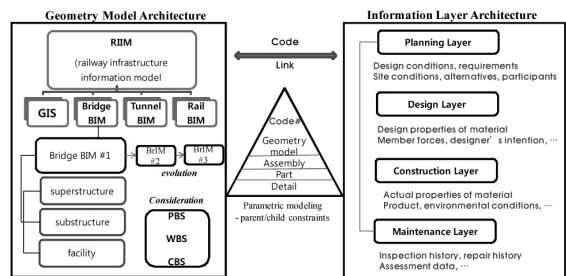 Geometry Model Architecture
RIIM
(railway infrastructure
information model
GIS
Bridge
BIM
Tunnel
BIM
Rail
BIM
Bridge BIM #1
BrIM
#2
BrIM
#3
evolution
superstructure
substructure
facility
Consideration
PBS
WBS
CBS
Code
Link
Code#
Geometry
model
Assembly
Part
Detail
Parametric modeling
- parent/child constraints
Information Layer Architecture
Planning Layer
Design conditions, requirements
Site conditions, alternatives, participants
Design Layer
Design properties of material
Member forces, designer's intention, …
Construction Layer
Actual properties of material
Product, environmental conditions, …
Maintenance Layer
Inspection history, repair history
Assessment data, …